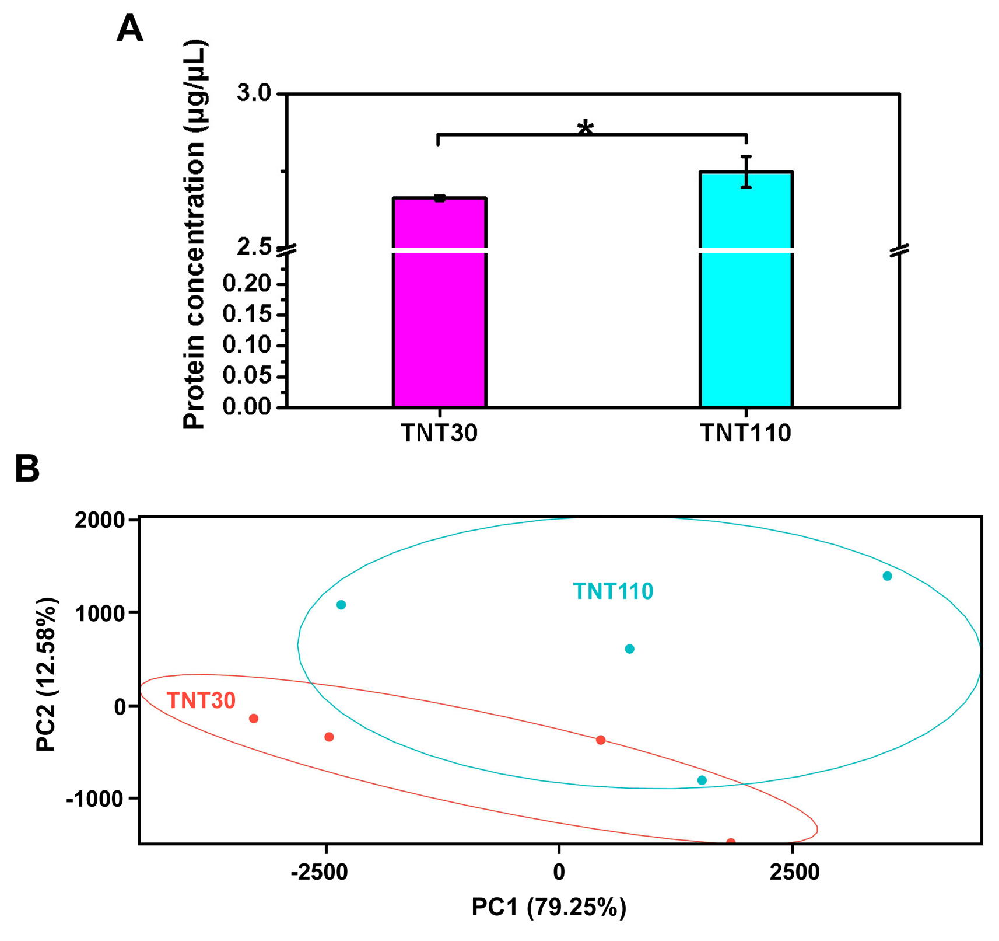 A
Protein concentration (µg/µL)
3.0
*
2.5
0.20
0.15
0.10
0.05
0.00
TNT30
TNT110
B
2000
TNT110
1000
PC2 (12.58%)
TNT30
0
-1000
-2500
0
2500
PC1 (79.25%)